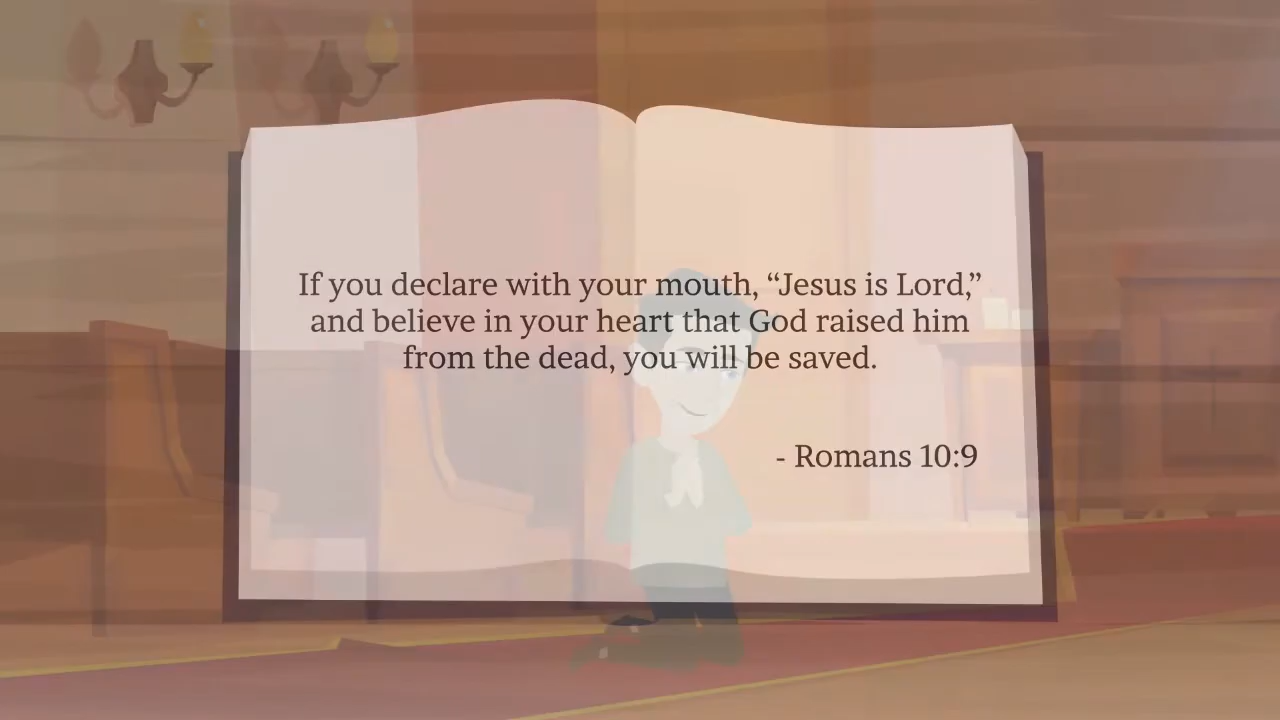 If you declare with your mouth, “Jesus is Lord,”
and believe in your heart that God raised him
from the dead, you will be saved.
- Romans 10:9